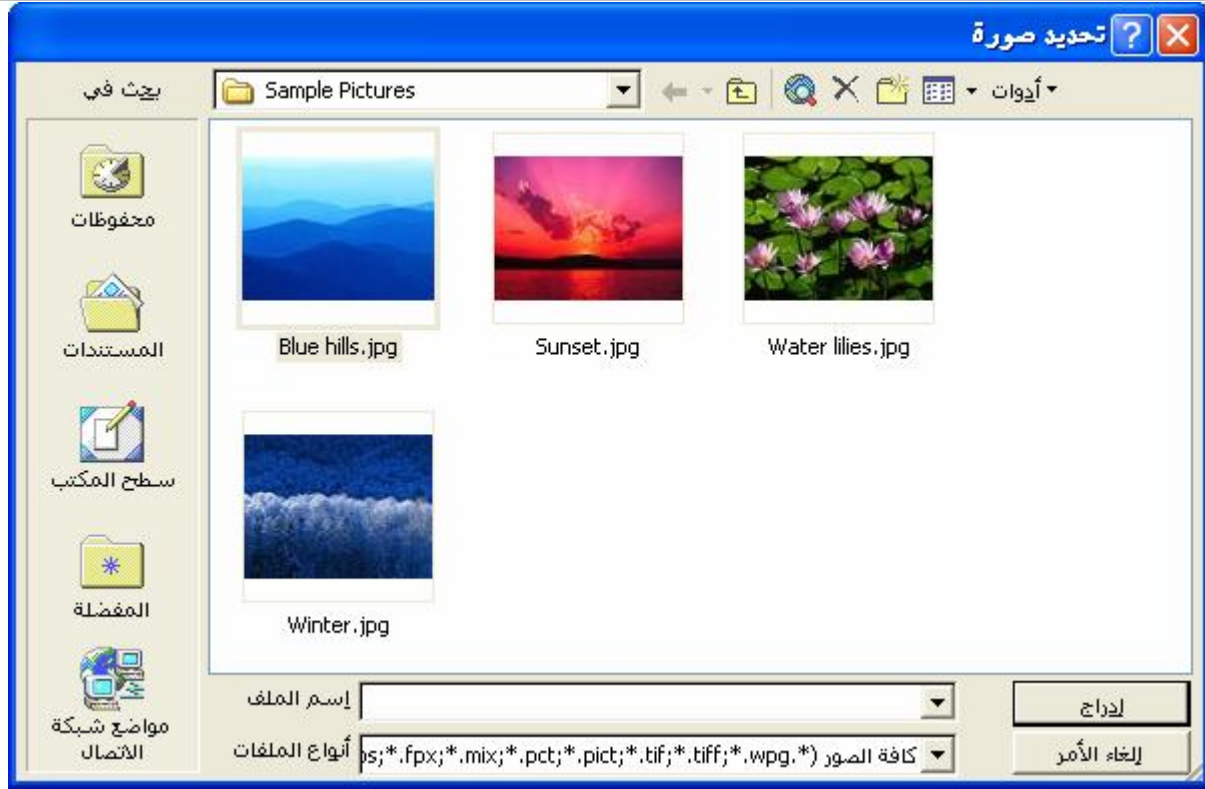 تحديد صورة
بحث في
Sample Pictures
أدوات
محفوظات
المستندات
سطح المكتب
المفضلة
مواضع شبكة
الاتصال
Blue hills.jpg
Sunset.jpg
Water lilies.jpg
Winter.jpg
إسم الملف
إدراج
أنواع الملفات
كافة الصور (*.wpg;*.tiff;*.tif;*.pict;*.pct;*.mix;*.fpx;*
إلغاء الأمر